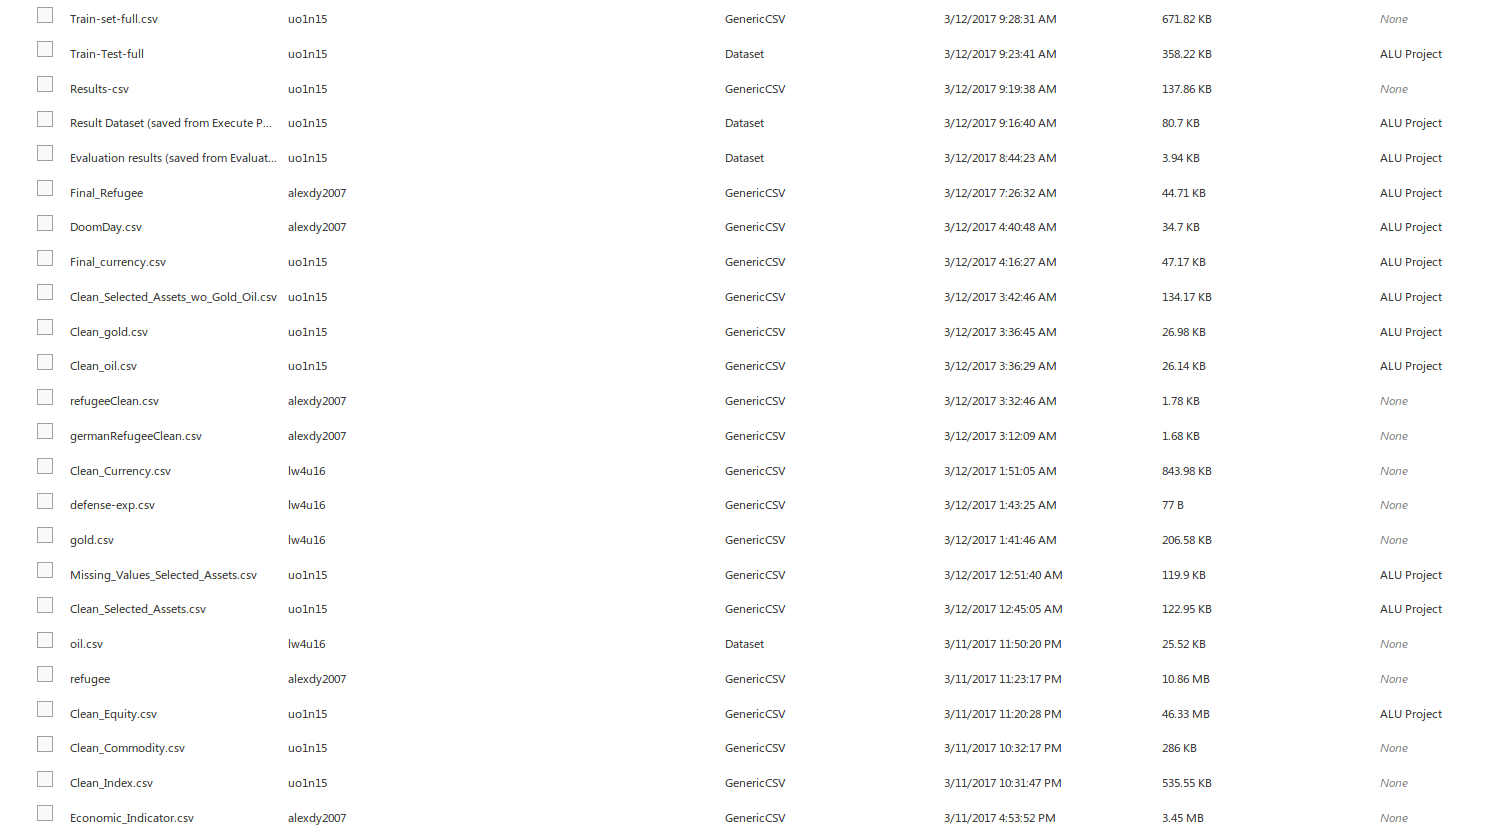 Train-set-full.csv uo1n15 GenericCSV 3/12/2017 9:28:31 AM 671.82 KB None
Train-Test-full uo1n15 Dataset 3/12/2017 9:23:41 AM 358.22 KB ALU Project
Results-csv uo1n15 GenericCSV 3/12/2017 9:19:38 AM 137.86 KB None
Result Dataset (saved from Execute P... uo1n15 Dataset 3/12/2017 9:16:40 AM 80.7 KB ALU Project
Evaluation results (saved from Evaluat... uo1n15 Dataset 3/12/2017 8:44:23 AM 3.94 KB ALU Project
Final_Refugee alexdy2007 GenericCSV 3/12/2017 7:26:32 AM 44.71 KB ALU Project
DoomDay.csv alexdy2007 GenericCSV 3/12/2017 4:40:48 AM 34.7 KB ALU Project
Final_currency.csv uo1n15 GenericCSV 3/12/2017 4:16:27 AM 47.17 KB ALU Project
Clean_Selected_Assets_wo_Gold_Oil.csv uo1n15 GenericCSV 3/12/2017 3:42:46 AM 134.17 KB ALU Project
Clean_gold.csv uo1n15 GenericCSV 3/12/2017 3:36:45 AM 26.98 KB ALU Project
Clean_oil.csv uo1n15 GenericCSV 3/12/2017 3:36:29 AM 26.14 KB ALU Project
refugeeClean.csv alexdy2007 GenericCSV 3/12/2017 3:32:46 AM 1.78 KB None
germanRefugeeClean.csv alexdy2007 GenericCSV 3/12/2017 3:12:09 AM 1.68 KB None
Clean_Currency.csv lw4u16 GenericCSV 3/12/2017 1:51:05 AM 843.98 KB None
defense-exp.csv lw4u16 GenericCSV 3/12/2017 1:43:25 AM 77 B None
gold.csv lw4u16 GenericCSV 3/12/2017 1:41:46 AM 206.58 KB None
Missing_Values_Selected_Assets.csv uo1n15 GenericCSV 3/12/2017 12:51:40 AM 119.9 KB ALU Project
Clean_Selected_Assets.csv uo1n15 GenericCSV 3/12/2017 12:45:05 AM 122.95 KB ALU Project
oil.csv lw4u16 Dataset 3/11/2017 11:50:20 PM 25.52 KB None
refugee alexdy2007 GenericCSV 3/11/2017 11:23:17 PM 10.86 MB None
Clean_Equity.csv uo1n15 GenericCSV 3/11/2017 11:20:28 PM 46.33 MB ALU Project
Clean_Commodity.csv uo1n15 GenericCSV 3/11/2017 10:32:17 PM 286 KB None
Clean_Index.csv uo1n15 GenericCSV 3/11/2017 10:31:47 PM 535.55 KB None
Economic_Indicator.csv alexdy2007 GenericCSV 3/11/2017 4:53:52 PM 3.45 MB None